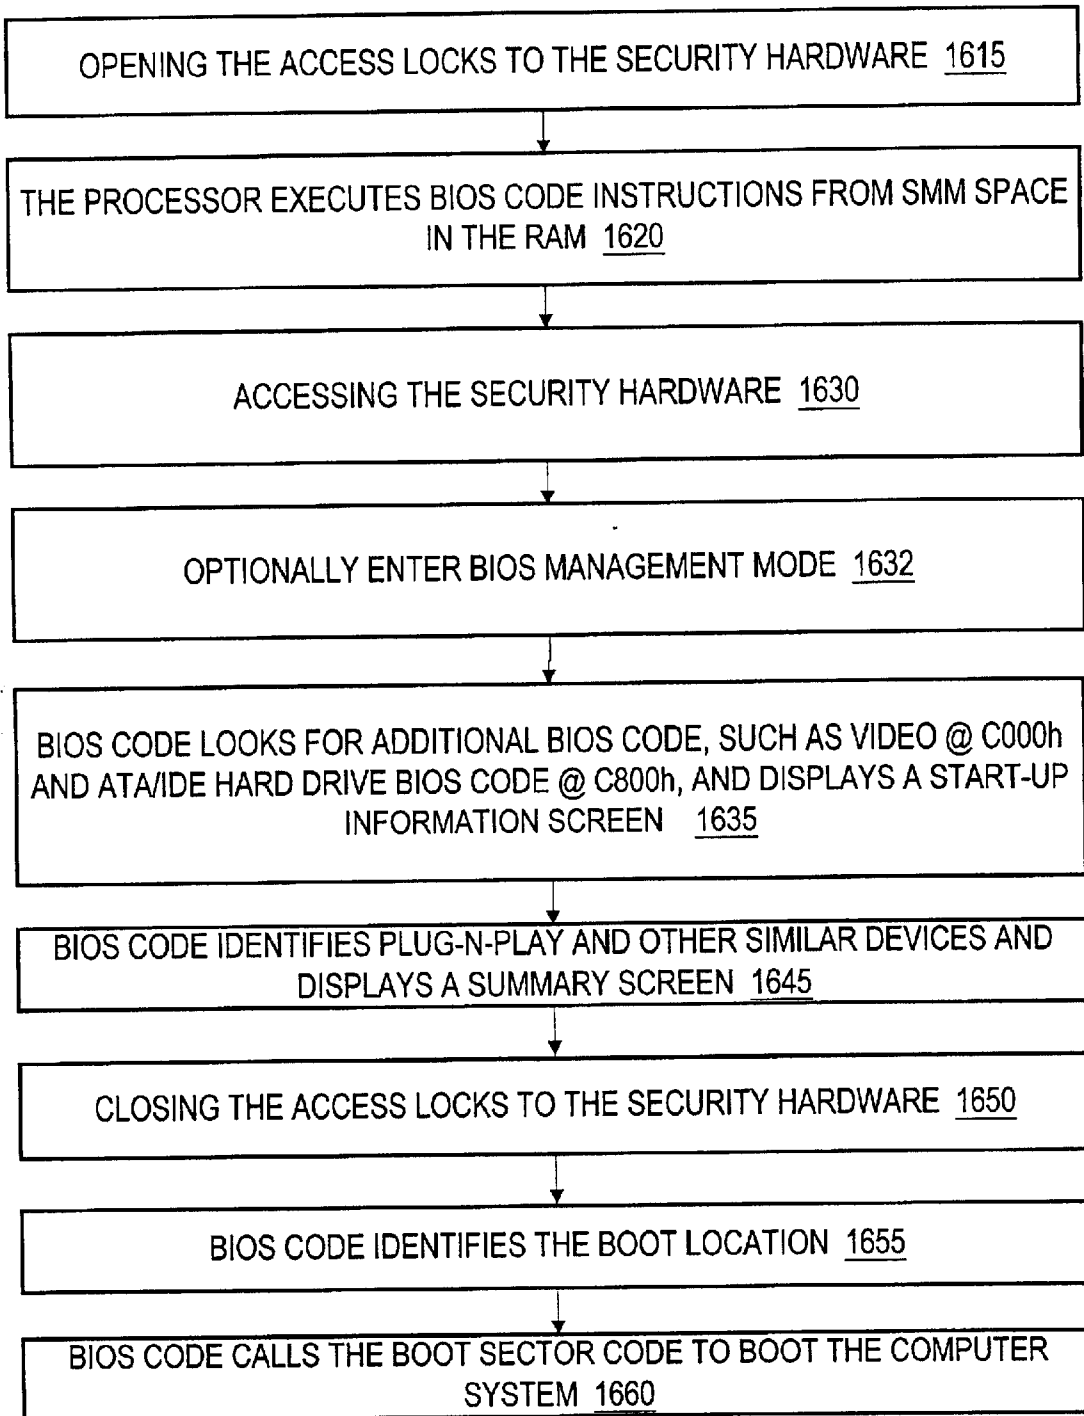 OPENING THE ACCESS LOCKS TO THE SECURITY HARDWARE 1615
THE PROCESSOR EXECUTES BIOS CODE INSTRUCTIONS FROM SMM SPACE
IN THE RAM 1620
ACCESSING THE SECURITY HARDWARE 1630
OPTIONALLY ENTER BIOS MANAGEMENT MODE 1632
BIOS CODE LOOKS FOR ADDITIONAL BIOS CODE, SUCH AS VIDEO @ C000h
AND ATA/IDE HARD DRIVE BIOS CODE @ C800h, AND DISPLAYS A START-UP
INFORMATION SCREEN 1635
BIOS CODE IDENTIFIES PLUG-N-PLAY AND OTHER SIMILAR DEVICES AND
DISPLAYS A SUMMARY SCREEN 1645
CLOSING THE ACCESS LOCKS TO THE SECURITY HARDWARE 1650
BIOS CODE IDENTIFIES THE BOOT LOCATION 1655
BIOS CODE CALLS THE BOOT SECTOR CODE TO BOOT THE COMPUTER
SYSTEM 1660